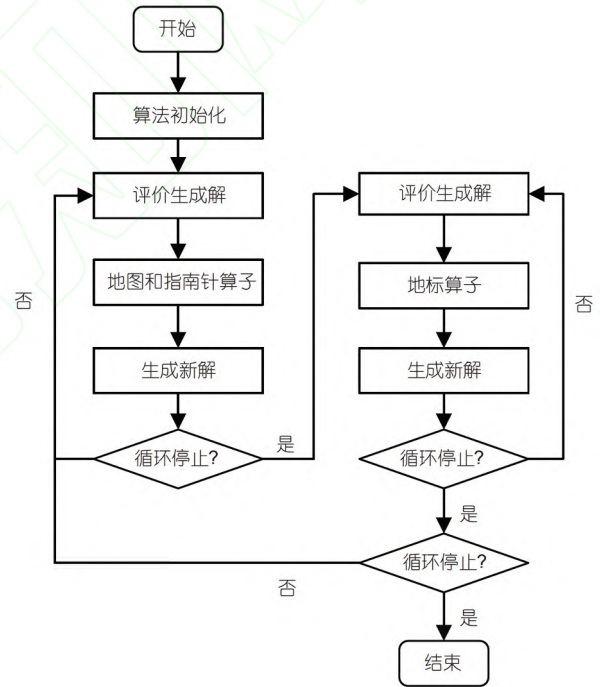 开始
算法初始化
评价生成解
地图和指南针算子
生成新解
循环停止?
否
是
评价生成解
地标算子
生成新解
循环停止?
否
是
循环停止?
否
是
结束